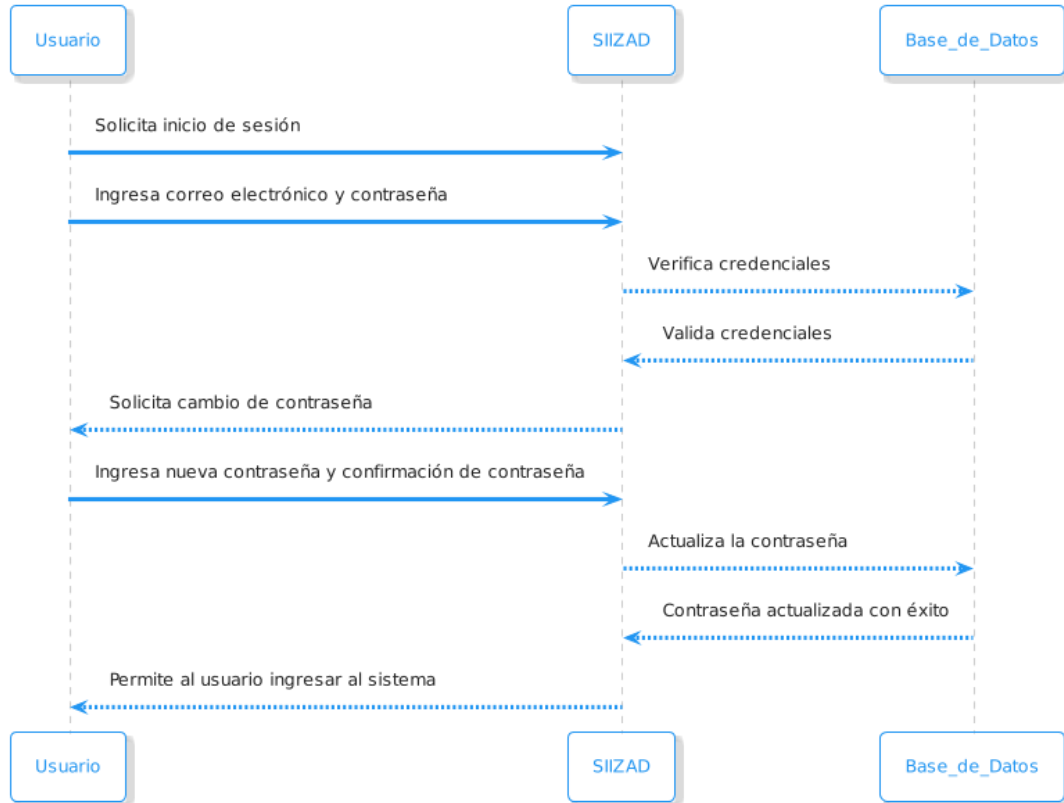 Usuario
SIIZAD
Base_de_Datos
Solicita inicio de sesión
Ingresa correo electrónico y contraseña
Verifica credenciales
Valida credenciales
Solicita cambio de contraseña
Ingresa nueva contraseña y confirmación de contraseña
Actualiza la contraseña
Contraseña actualizada con éxito
Permite al usuario ingresar al sistema
Usuario
SIIZAD
Base_de_Datos